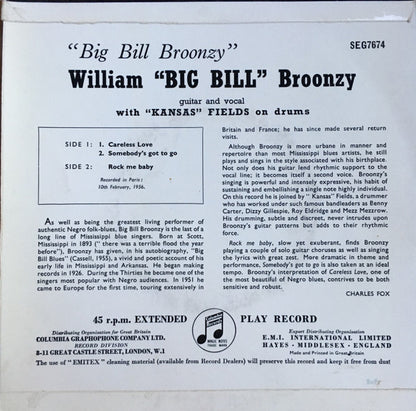 "Big Bill Broonzy"
SEG7674
William "BIG BILL" Broonzy
guitar and vocal
with "KANSAS" FIELDS on drums
SIDE 1: 1. Careless Love
2. Somebody's got to go
SIDE 2: Rock me baby
Recorded in Paris:
10th February, 1956.
As well as being the greatest living performer of
authentic Negro folk-blues, Big Bill Broonzy is the last of a
long line of Mississippi blues singers. Born at Scott,
Mississippi in 1893 (" there was a terrible flood the year
before"), Broonzy has given, in his autobiography, "Big
Bill Blues" (Cassell, 1955), a vivid and poetic account of his
early life in Mississippi and Arkansas. He began making
records in 1926. During the Thirties he became one of the
singers most popular with Negro audiences. In 1951 he
came to Europe for the first time, touring extensively in
Britain and France; he has since made several return
visits.
Although Broonzy is more urbane in manner and
repertoire than most Mississippi blues artists, he still
plays and sings in the style associated with his birthplace.
Not only does his guitar lend rhythmic support to the
vocal line; it becomes itself a second voice. Broonzy's
singing is powerful and intensely expressive, his habit of
sustaining and embellishing a single note highly individual.
On this record he is joined by "Kansas" Fields, a drummer
who has worked under such famous bandleaders as Benny
Carter, Dizzy Gillespie, Roy Eldridge and Mezz Mezzrow.
His drumming, subtle and discreet, never intrudes upon
Broonzy's guitar patterns but adds to their rhythmic
force.
Rock me baby, slow yet exuberant, finds Broonzy
playing a couple of solo guitar choruses as well as singing
the lyrics with great zest. More dramatic in theme and
performance, Somebody's got to go is also taken at an ideal
tempo. Broonzy's interpretation of Careless Love, one of
the most beautiful of Negro blues, contrives to be both
sensitive and robust.
CHARLES FOX
45 r.p.m. EXTENDED PLAY RECORD
Distributing Organization for Great Britain
COLUMBIA GRAPHOPHONE COMPANY LTD.
RECORD DIVISION
8-11 GREAT CASTLE STREET, LONDON, W.1
MAGIC NOTES
TRADE MARK
Export Distributing Organization
E.M.I. INTERNATIONAL LIMITED
HAYES - MIDDLESEX - ENGLAND
Made and Printed in Great Britain
The use of "EMITEX" cleaning material (available from Record Dealers) will preserve this record and keep it free from dust